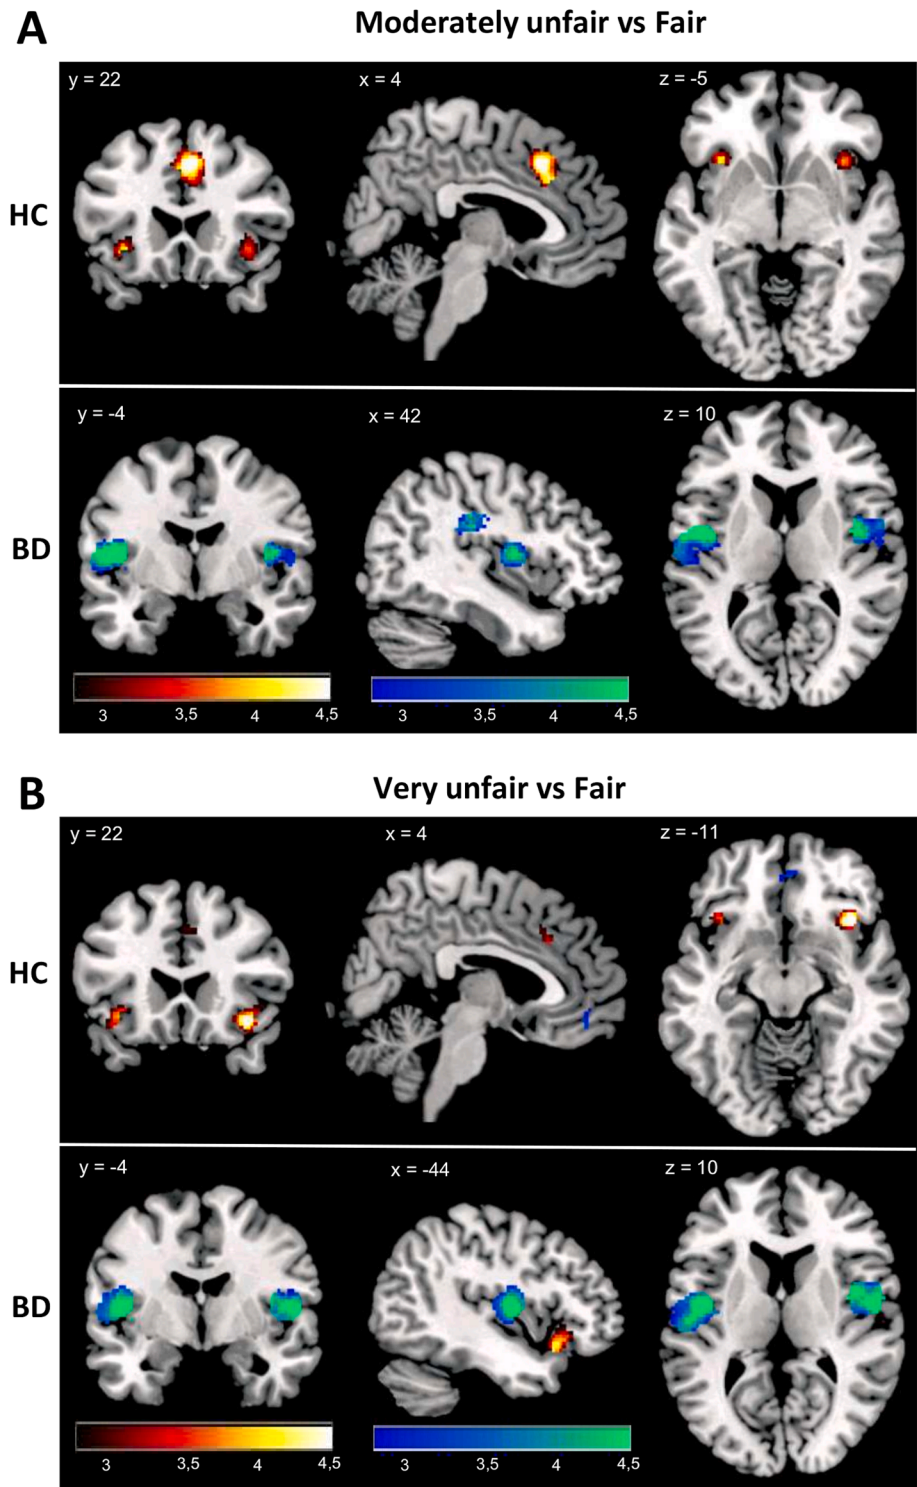 A
Moderately unfair vs Fair
y = 22
x = 4
z = -5
HC
y = -4
x = 42
z = 10
BD
3 3,5 4 4,5
3 3,5 4,5
B
Very unfair vs Fair
y = 22
x = 4
z = -11
HC
y = -4
x = -44
z = 10
BD
3 3,5 4 4,5
3 3,5 4,5